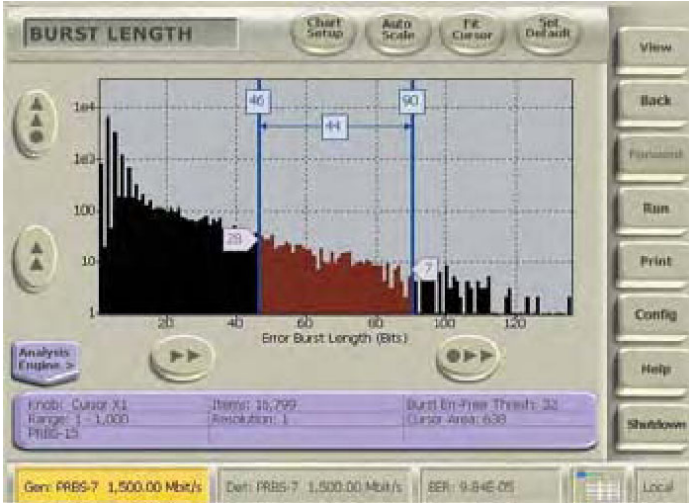 BURST LENGTH
Chart Setup
Auto Scale
Fit Cursor
Set Default
View
Back
Forward
Run
Print
Config
Help
Shutdown
1e4
1e3
100
10
1
46
90
44
29
7
20 40 60 80 100 120
Error Burst Length (Bits)
Analysis
Engine >
Knob: Cursor X1 Items: 16,799 Burst Err-Free Thresh: 32
Range: 1 - 1,000 Resolution: 1 Cursor Area: 638
PRBS-15
Gen: PRBS-7 1,500.00 Mbit/s Det: PRBS-7 1,500.00 Mbit/s BER: 9.84E-05 Local